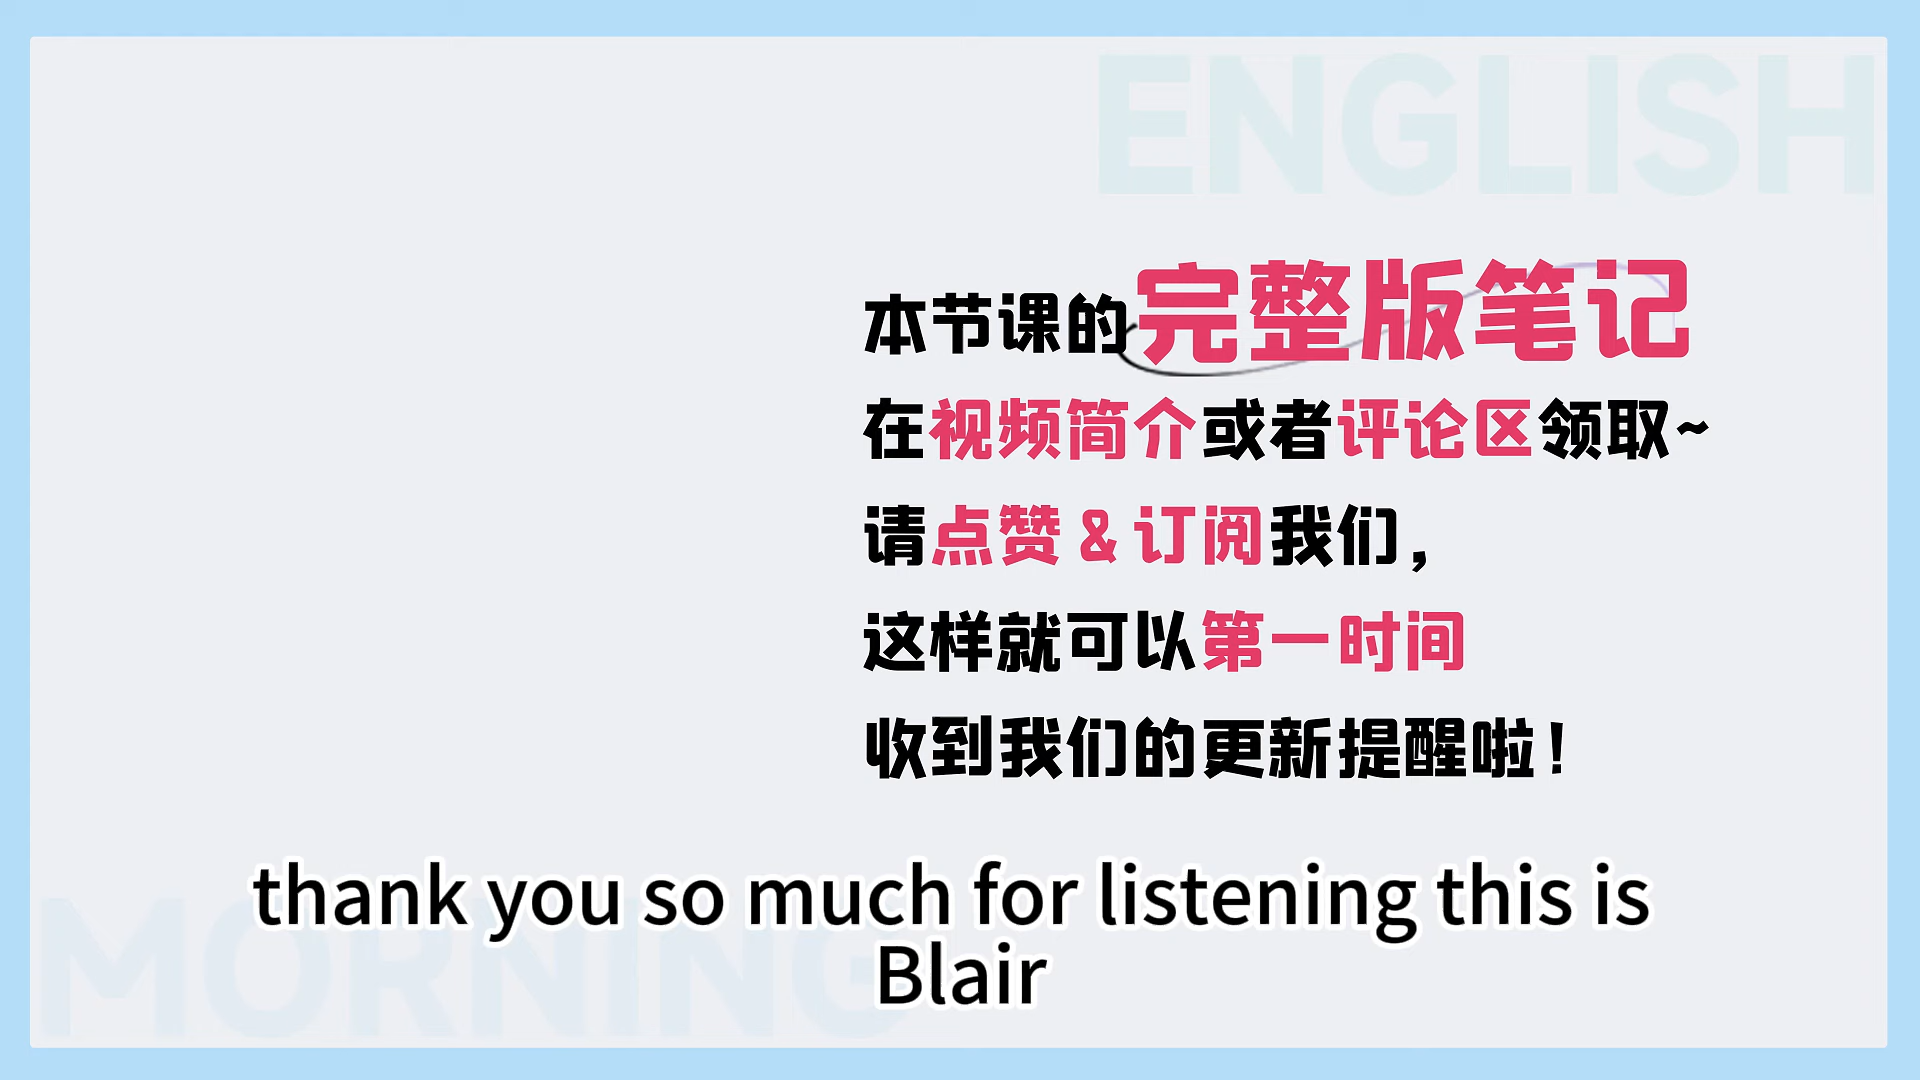 ENGLISH
本节课的完整版笔记
在视频简介或者评论区领取~
请点赞&订阅我们，
这样就可以第一时间
收到我们的更新提醒啦！
thank you so much for listening this is
Blair
MORNING